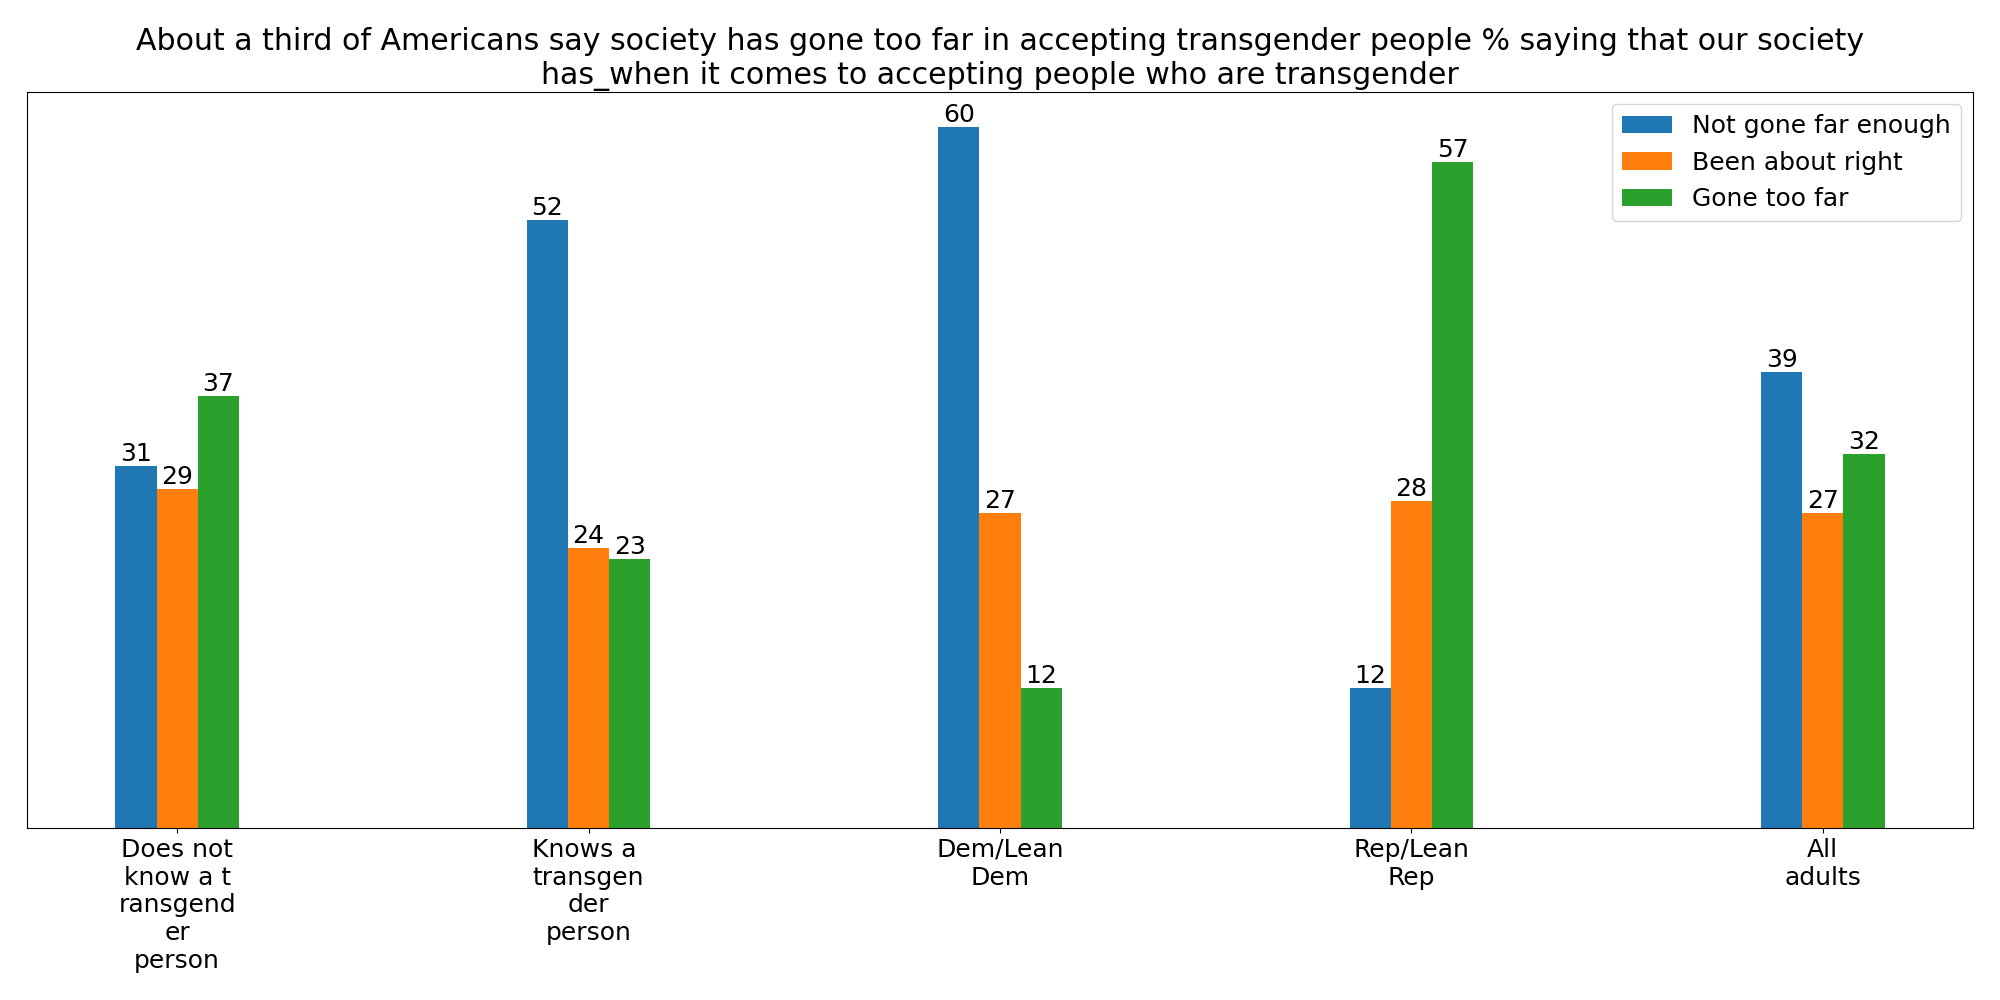 About a third of Americans say society has gone too far in accepting transgender people % saying that our society
has_when it comes to accepting people who are transgender
Not gone far enough
Been about right
Gone too far
31
29
37
52
24
23
60
27
12
12
28
57
39
27
32
Does not
know a t
ransgend
er
person
Knows a
transgen
der
person
Dem/Lean
Dem
Rep/Lean
Rep
All
adults